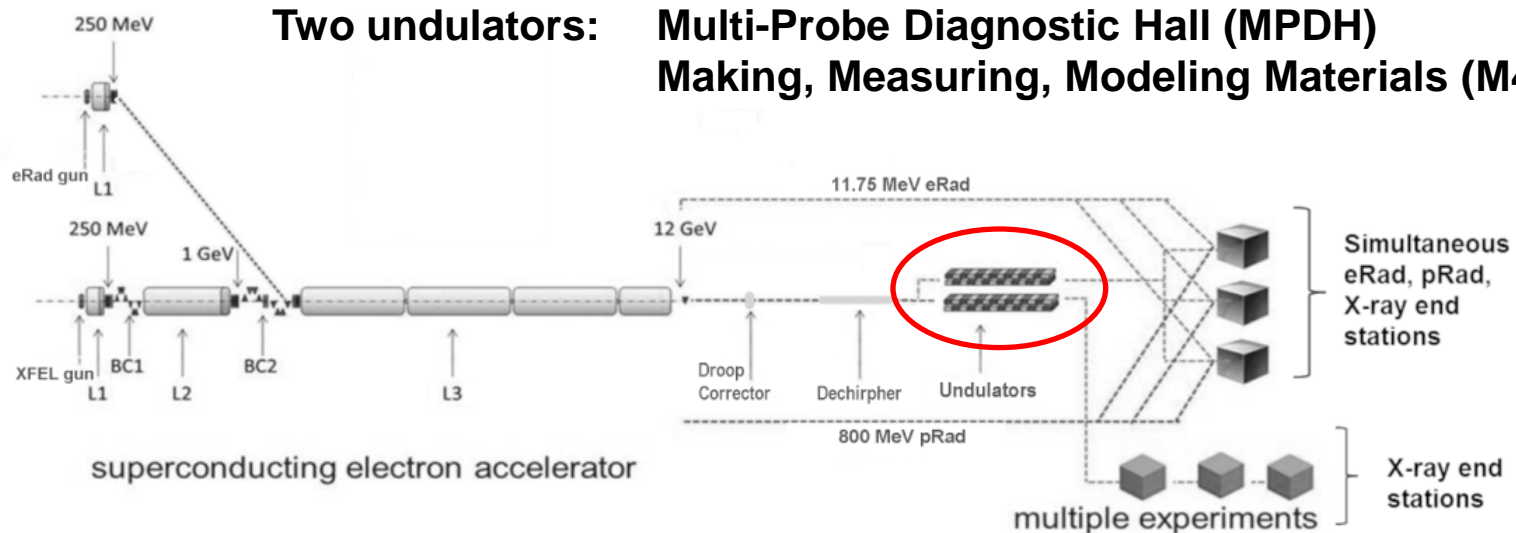 Two undulators: Multi-Probe Diagnostic Hall (MPDH)
Making, Measuring, Modeling Materials (M4
250 MeV
eRad gun
L1
11.75 MeV eRad
250 MeV
1 GeV
12 GeV
Simultaneous
eRad, pRad,
X-ray end
stations
XFEL gun
L1
BC1
L2
BC2
L3
Droop
Corrector
Dechirpher
Undulators
800 MeV pRad
superconducting electron accelerator
X-ray end
stations
multiple experiments